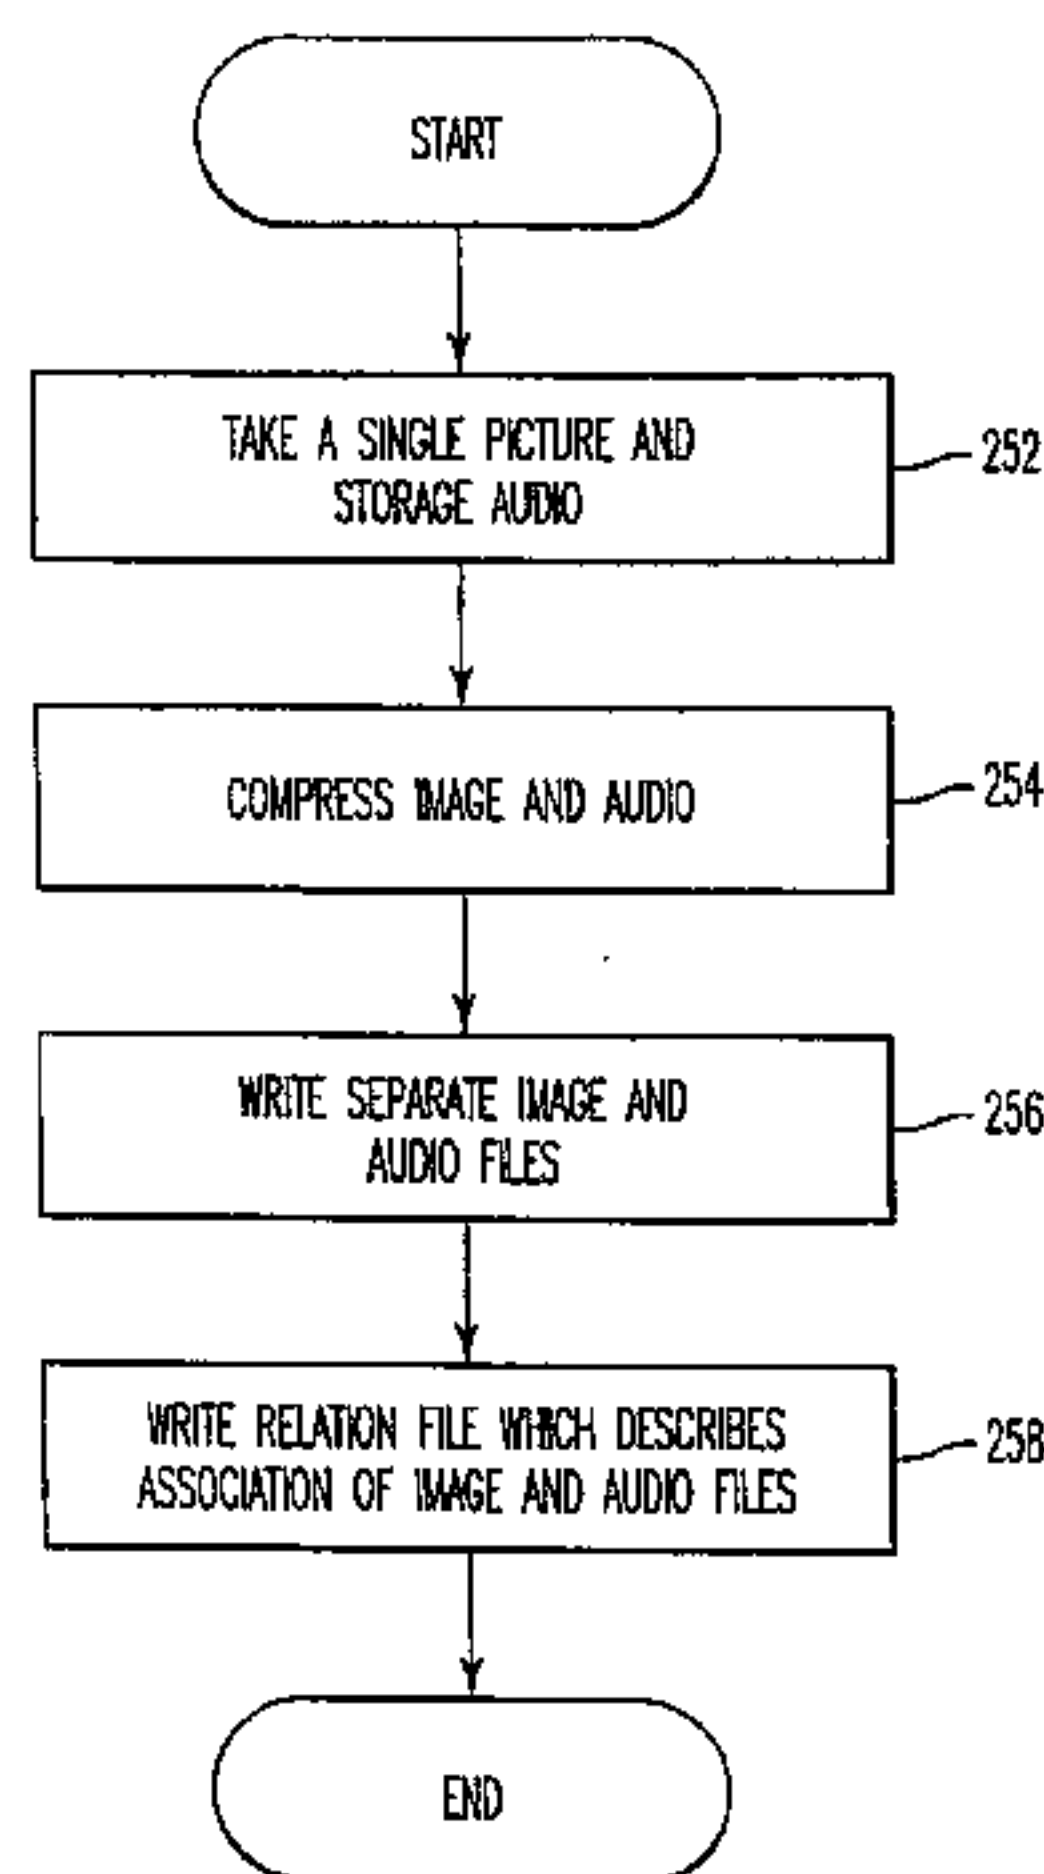 START
TAKE A SINGLE PICTURE AND
STORAGE AUDIO
252
COMPRESS IMAGE AND AUDIO
254
WRITE SEPARATE IMAGE AND
AUDIO FILES
256
WRITE RELATION FILE WHICH DESCRIBES
ASSOCIATION OF IMAGE AND AUDIO FILES
258
END